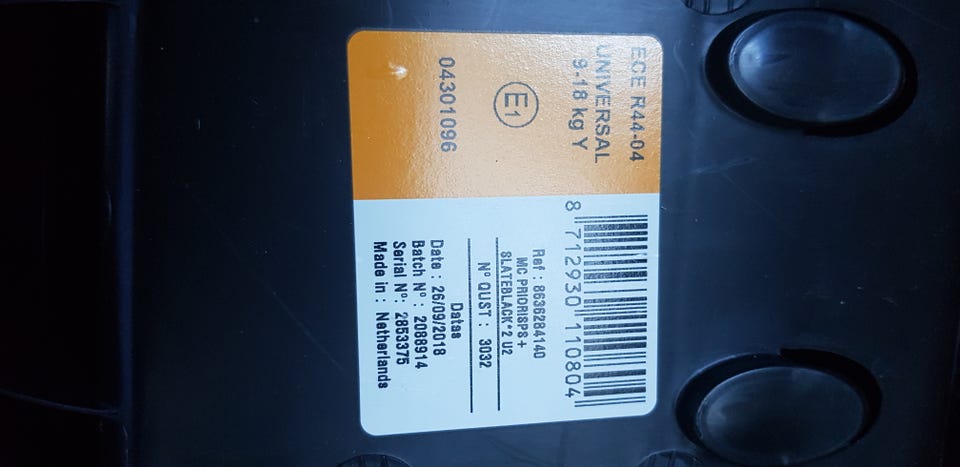 ECE R44-04
UNIVERSAL
9-18 kg Y
E1
04301096
8 712930 110804
Ref : 8636284140
MC PRIORISPS +
SLATEBLACK*2 U2
N° QUST : 3032
Datas
Date : 26/09/2018
Batch N° : 2088914
Serial N° : 2853375
Made in : Netherlands